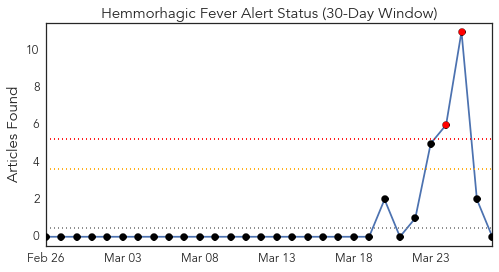 Hemmorhagic Fever Alert Status (30-Day Window)
Articles Found
10
8
6
4
2
0
Feb 26 Mar 03 Mar 08 Mar 13 Mar 18 Mar 23